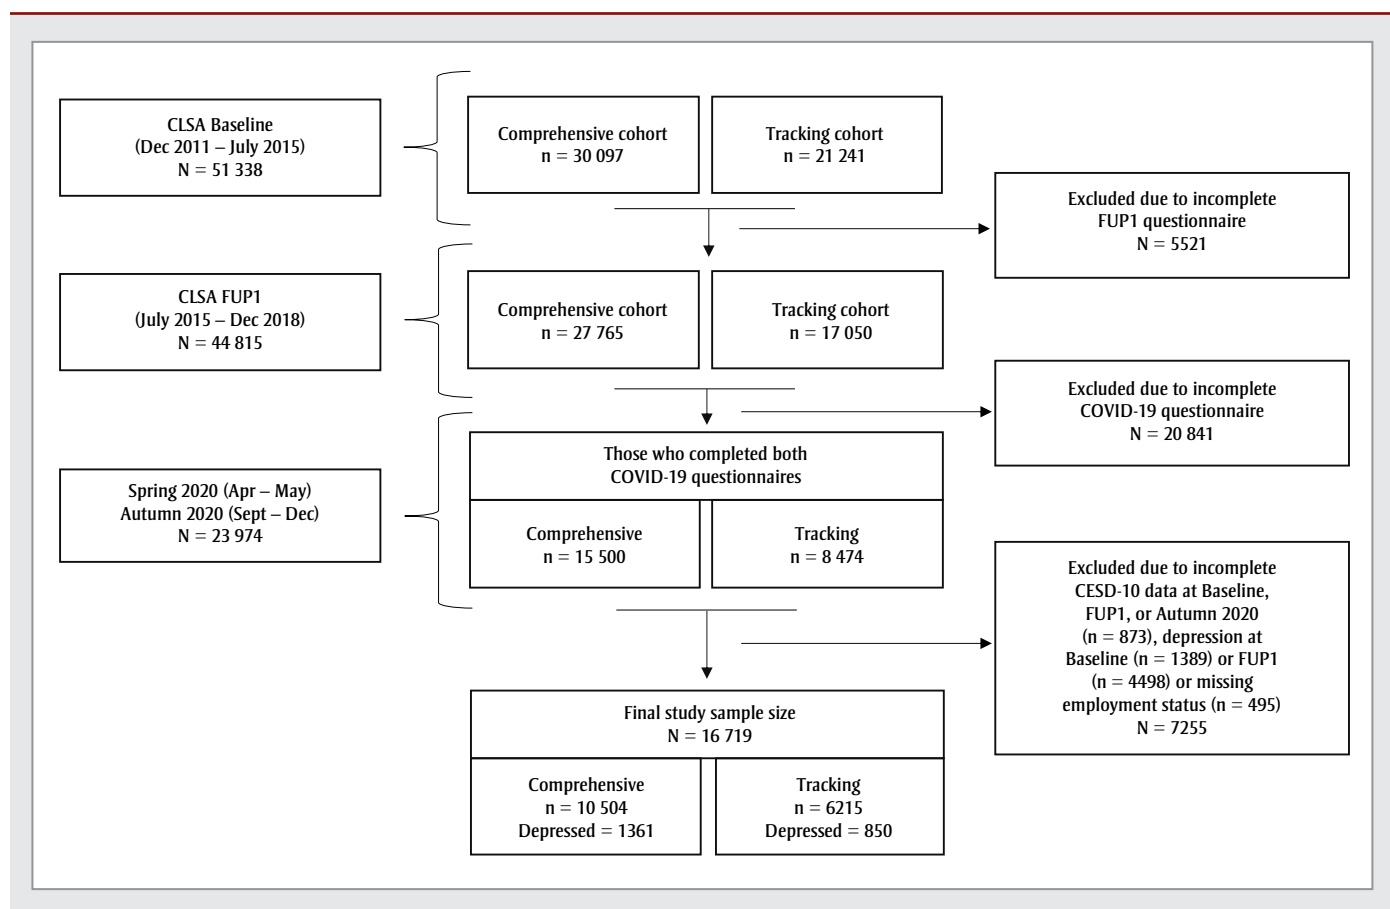 CLSA Baseline
(Dec 2011 – July 2015)
N = 51 338
Comprehensive cohort
n = 30 097
Tracking cohort
n = 21 241
Excluded due to incomplete
FUP1 questionnaire
N = 5521
CLSA FUP1
(July 2015 – Dec 2018)
N = 44 815
Comprehensive cohort
n = 27 765
Tracking cohort
n = 17 050
Excluded due to incomplete
COVID-19 questionnaire
N = 20 841
Spring 2020 (Apr – May)
Autumn 2020 (Sept – Dec)
N = 23 974
Those who completed both
COVID-19 questionnaires
Comprehensive
n = 15 500
Tracking
n = 8 474
Excluded due to incomplete
CESD-10 data at Baseline,
FUP1, or Autumn 2020
(n = 873), depression at
Baseline (n = 1389) or FUP1
(n = 4498) or missing
employment status (n = 495)
N = 7255
Final study sample size
N = 16 719
Comprehensive
n = 10 504
Depressed = 1361
Tracking
n = 6215
Depressed = 850